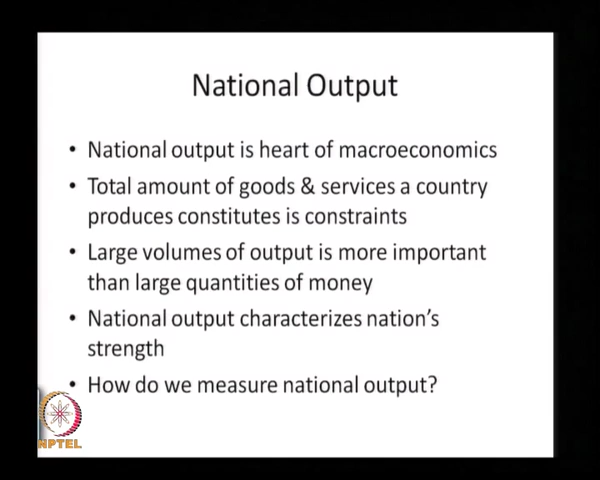 National Output
• National output is heart of macroeconomics
• Total amount of goods & services a country
produces constitutes is constraints
• Large volumes of output is more important
than large quantities of money
• National output characterizes nation's
strength
• How do we measure national output?
NPTEL